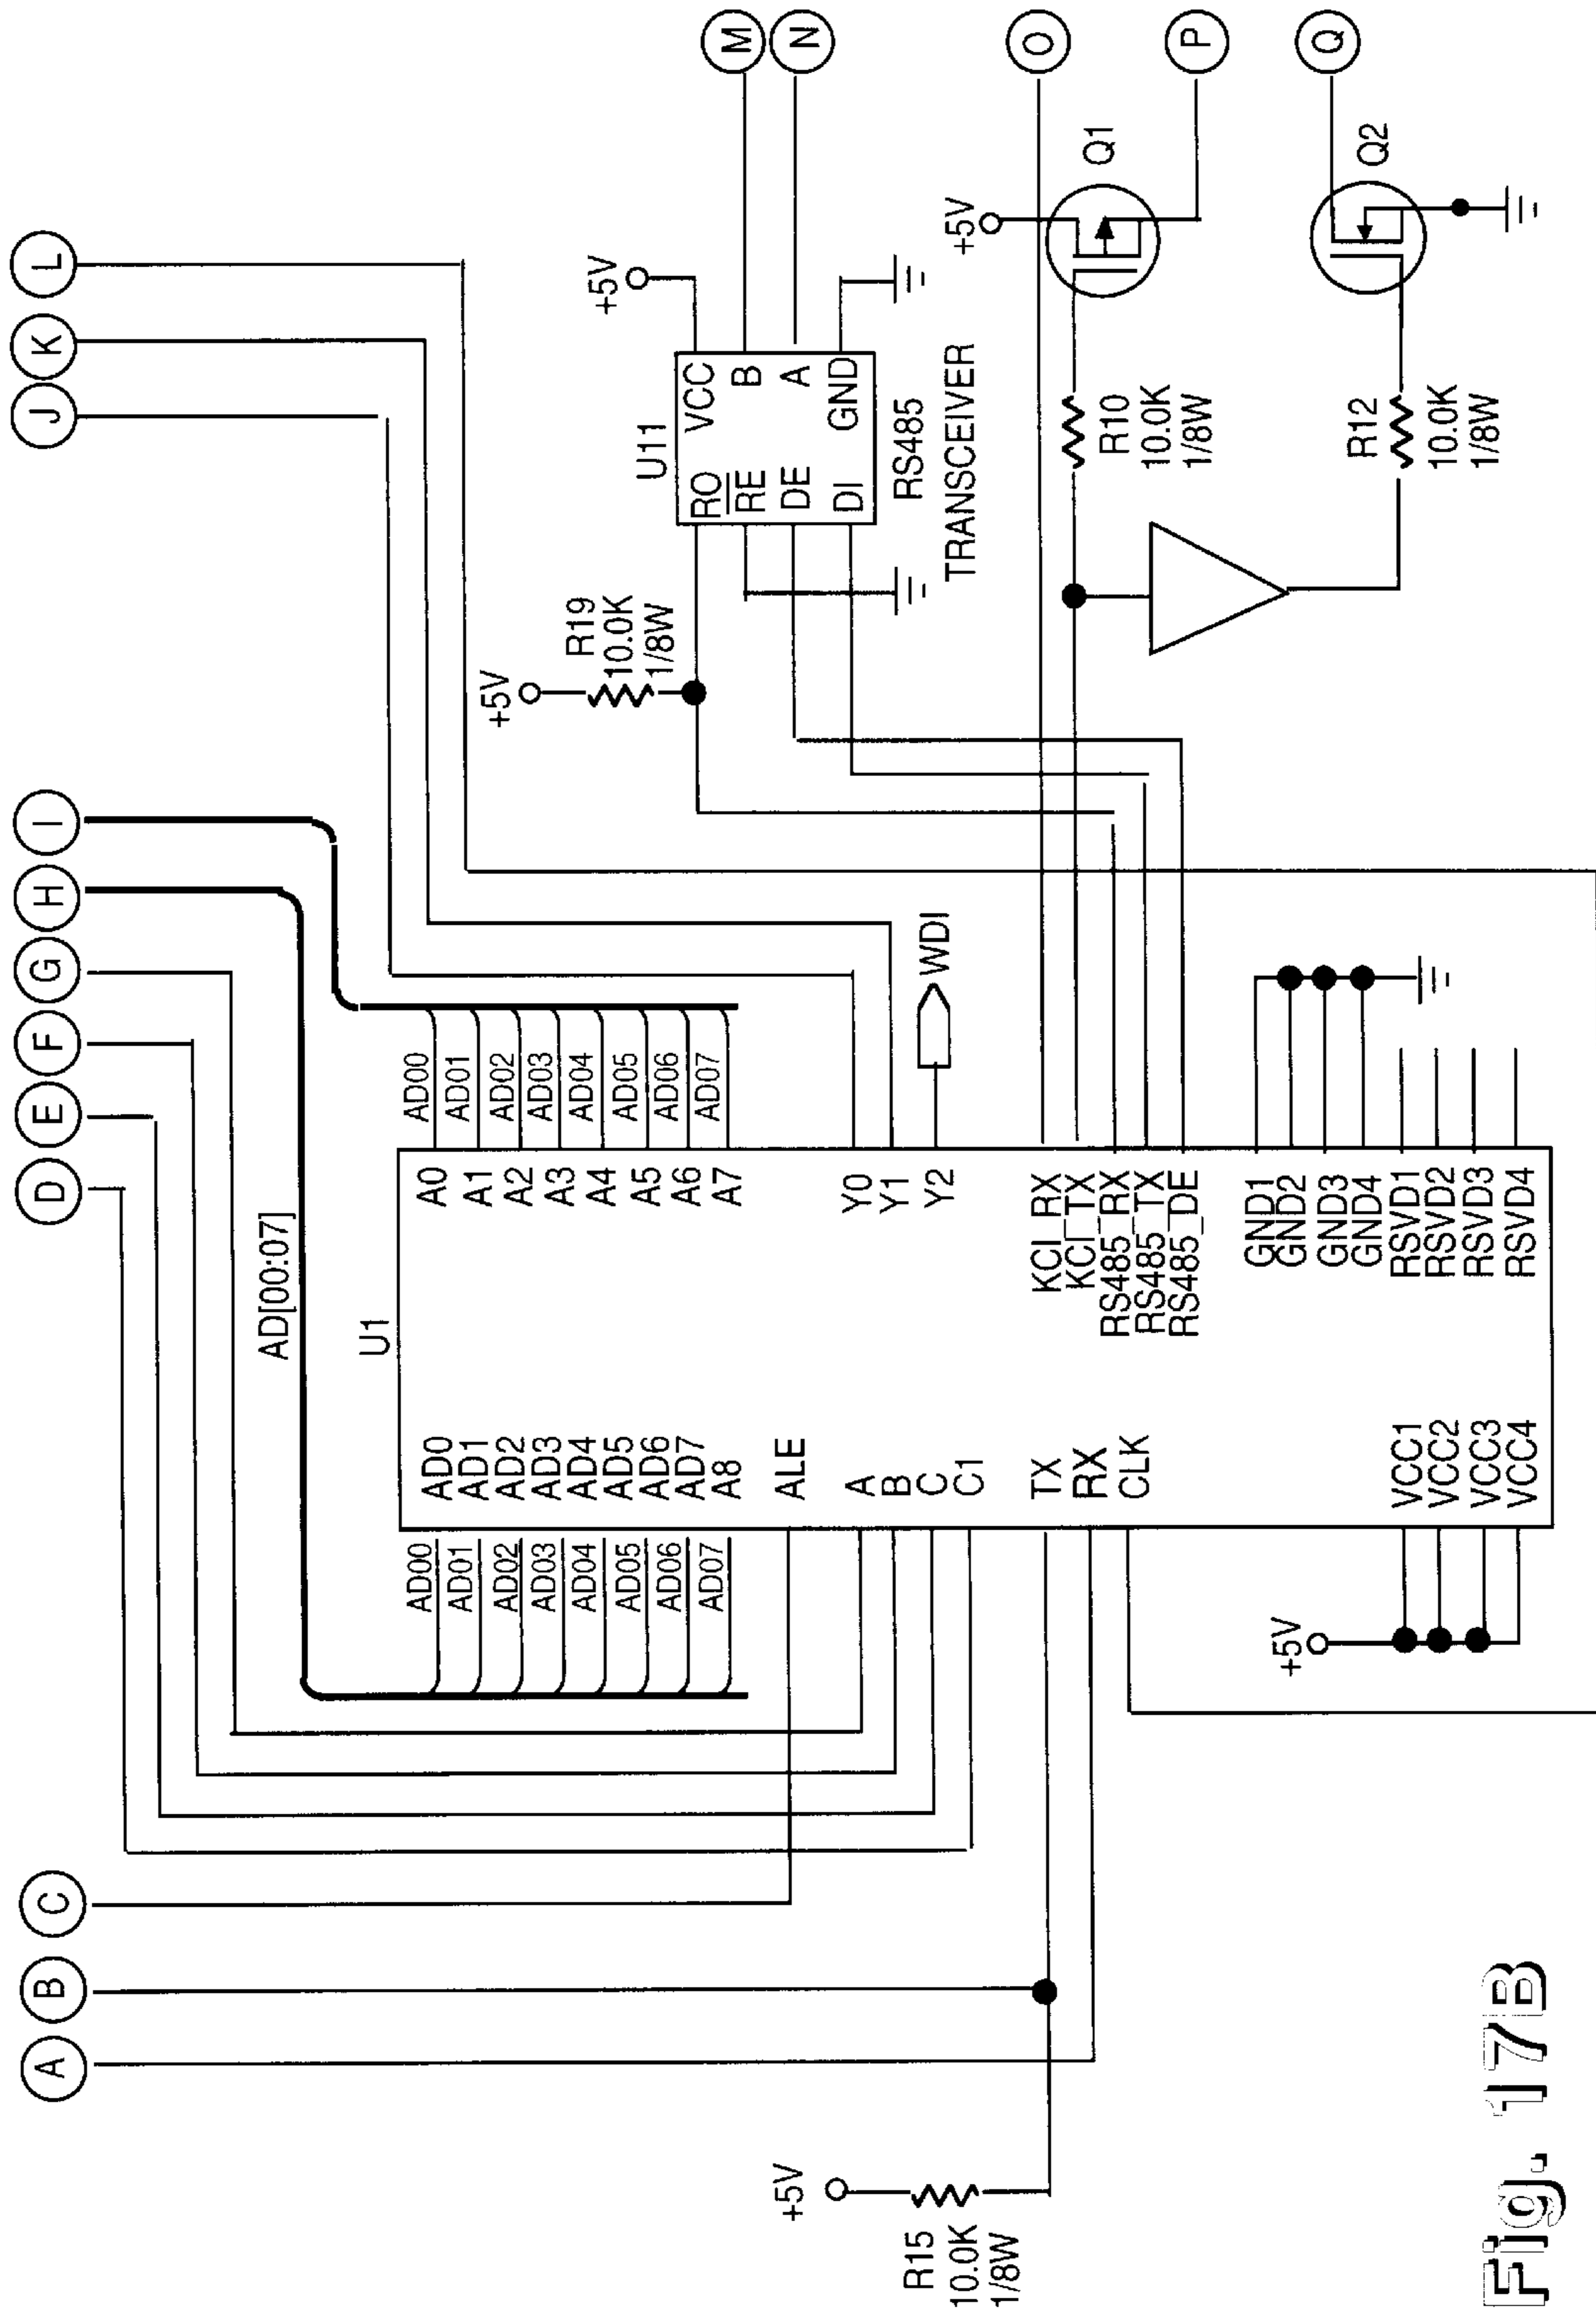 A
B
C
D
E
F
G
H
I
J
K
L
M
N
O
P
Q
AD[00:07]
U1
AD00
AD01
AD02
AD03
AD04
AD05
AD06
AD07
AD0
AD1
AD2
AD3
AD4
AD5
AD6
AD7
A8
ALE
A
B
C
C1
TX
RX
CLK
VCC1
VCC2
VCC3
VCC4
A0
A1
A2
A3
A4
A5
A6
A7
Y0
Y1
Y2
KCI_RX
KCI_TX
RS485_RX
RS485_TX
RS485_DE
GND1
GND2
GND3
GND4
RSVD1
RSVD2
RSVD3
RSVD4
AD00
AD01
AD02
AD03
AD04
AD05
AD06
AD07
WDI
+5V
R15
10.0K
1/8W
+5V
+5V
R19
10.0K
1/8W
U11
RO
RE
DE
DI
VCC
B
A
GND
RS485
TRANSCEIVER
+5V
+5V
Q1
R10
10.0K
1/8W
Q2
R12
10.0K
1/8W
Fig. 17B